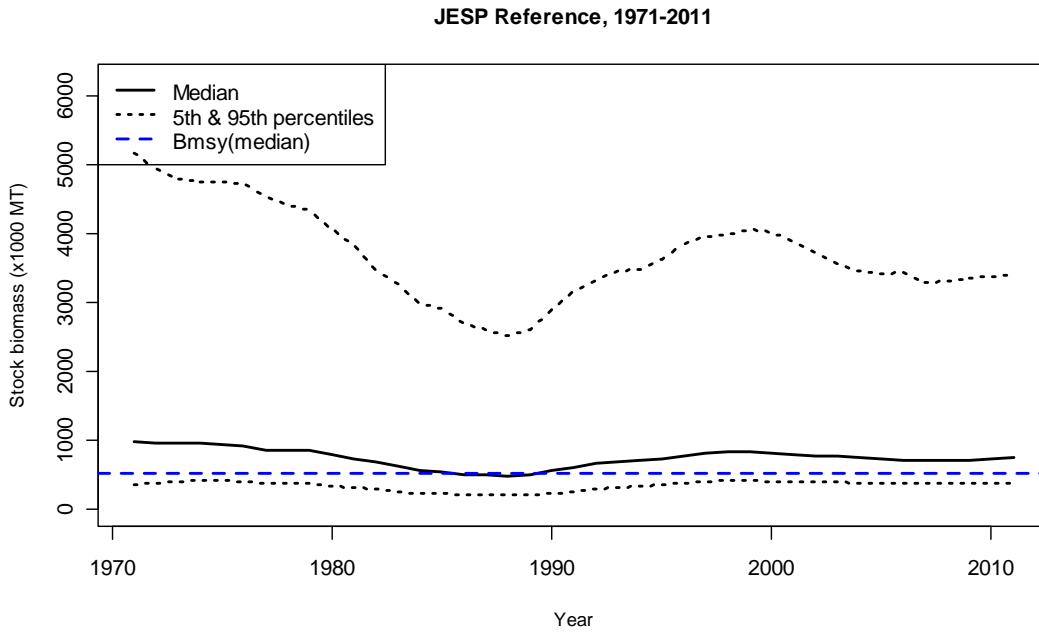 JESP Reference, 1971-2011
Median
5th & 95th percentiles
Bmsy(median)
Stock biomass (x1000 MT)
6000
5000
4000
3000
2000
1000
0
1970 1980 1990 2000 2010
Year